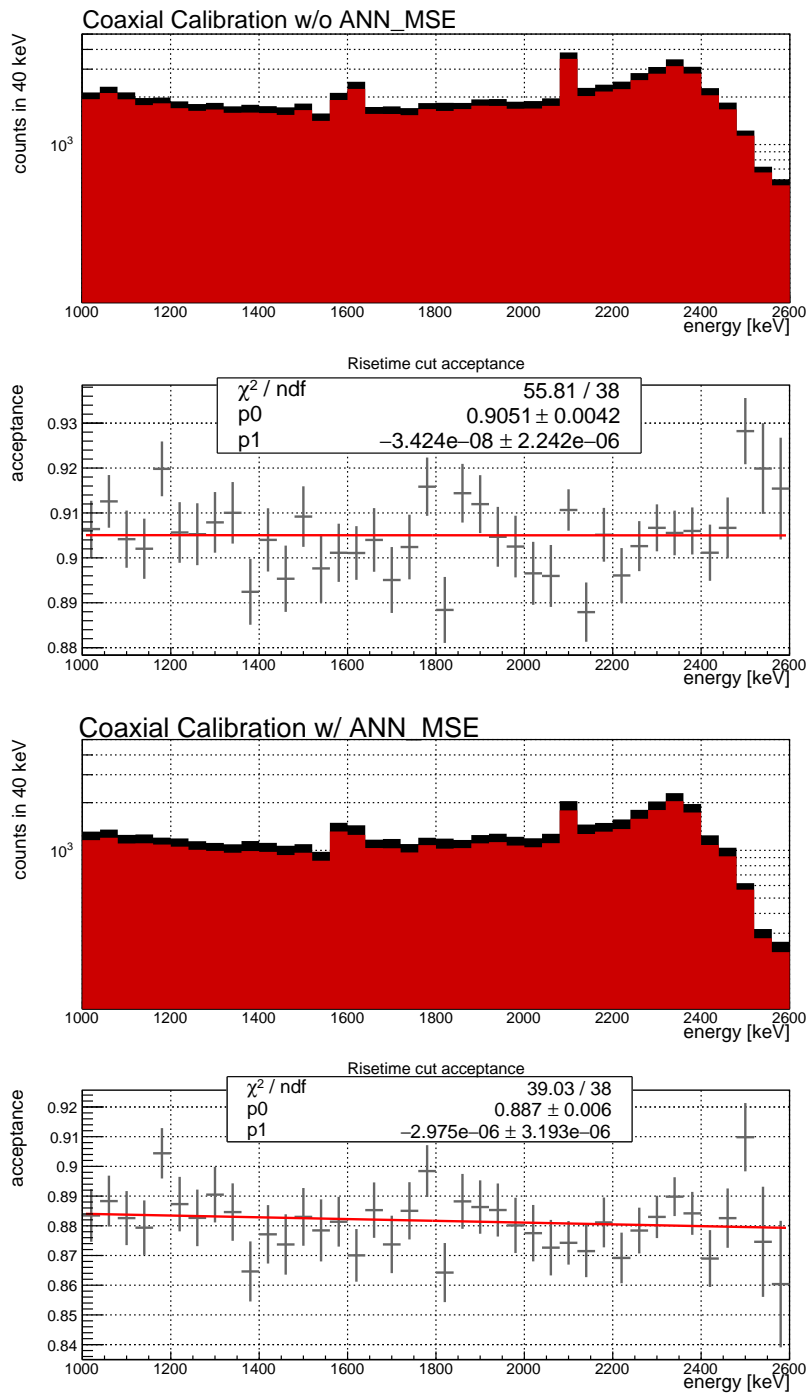 Coaxial Calibration w/o ANN_MSE
counts in 40 keV
10³
1000 1200 1400 1600 1800 2000 2200 2400 2600
energy [keV]
Risetime cut acceptance
χ² / ndf 55.81 / 38
p0 0.9051 ± 0.0042
p1 −3.424e−08 ± 2.242e−06
acceptance
0.93
0.92
0.91
0.9
0.89
0.88
1000 1200 1400 1600 1800 2000 2200 2400 2600
energy [keV]
Coaxial Calibration w/ ANN_MSE
counts in 40 keV
10³
1000 1200 1400 1600 1800 2000 2200 2400 2600
energy [keV]
Risetime cut acceptance
χ² / ndf 39.03 / 38
p0 0.887 ± 0.006
p1 −2.975e−06 ± 3.193e−06
acceptance
0.92
0.91
0.9
0.89
0.88
0.87
0.86
0.85
0.84
1000 1200 1400 1600 1800 2000 2200 2400 2600
energy [keV]